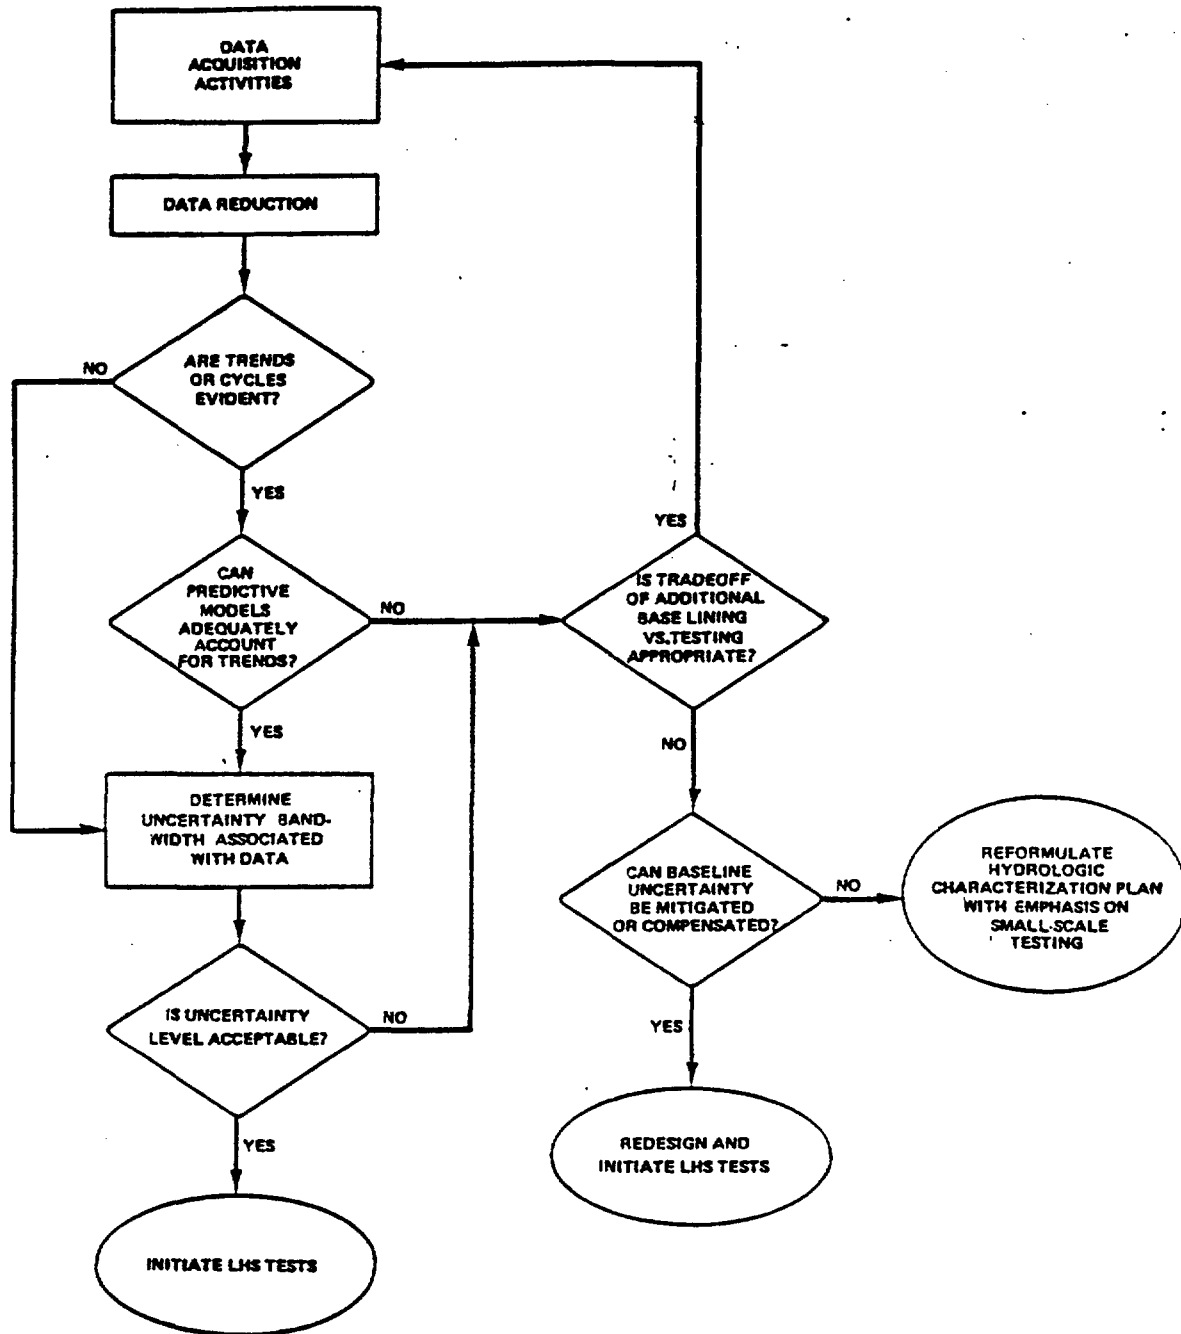 DATA
ACQUISITION
ACTIVITIES
DATA REDUCTION
ARE TRENDS
OR CYCLES
EVIDENT?
NO
YES
CAN
PREDICTIVE
MODELS
ADEQUATELY
ACCOUNT
FOR TRENDS?
NO
YES
DETERMINE
UNCERTAINTY BAND-
WIDTH ASSOCIATED
WITH DATA
IS UNCERTAINTY
LEVEL ACCEPTABLE?
NO
YES
INITIATE LHS TESTS
YES
IS TRADEOFF
OF ADDITIONAL
BASE LINING
VS. TESTING
APPROPRIATE?
NO
CAN BASELINE
UNCERTAINTY
BE MITIGATED
OR COMPENSATED?
NO
YES
REFORMULATE
HYDROLOGIC
CHARACTERIZATION PLAN
WITH EMPHASIS ON
SMALL-SCALE
TESTING
REDESIGN AND
INITIATE LHS TESTS